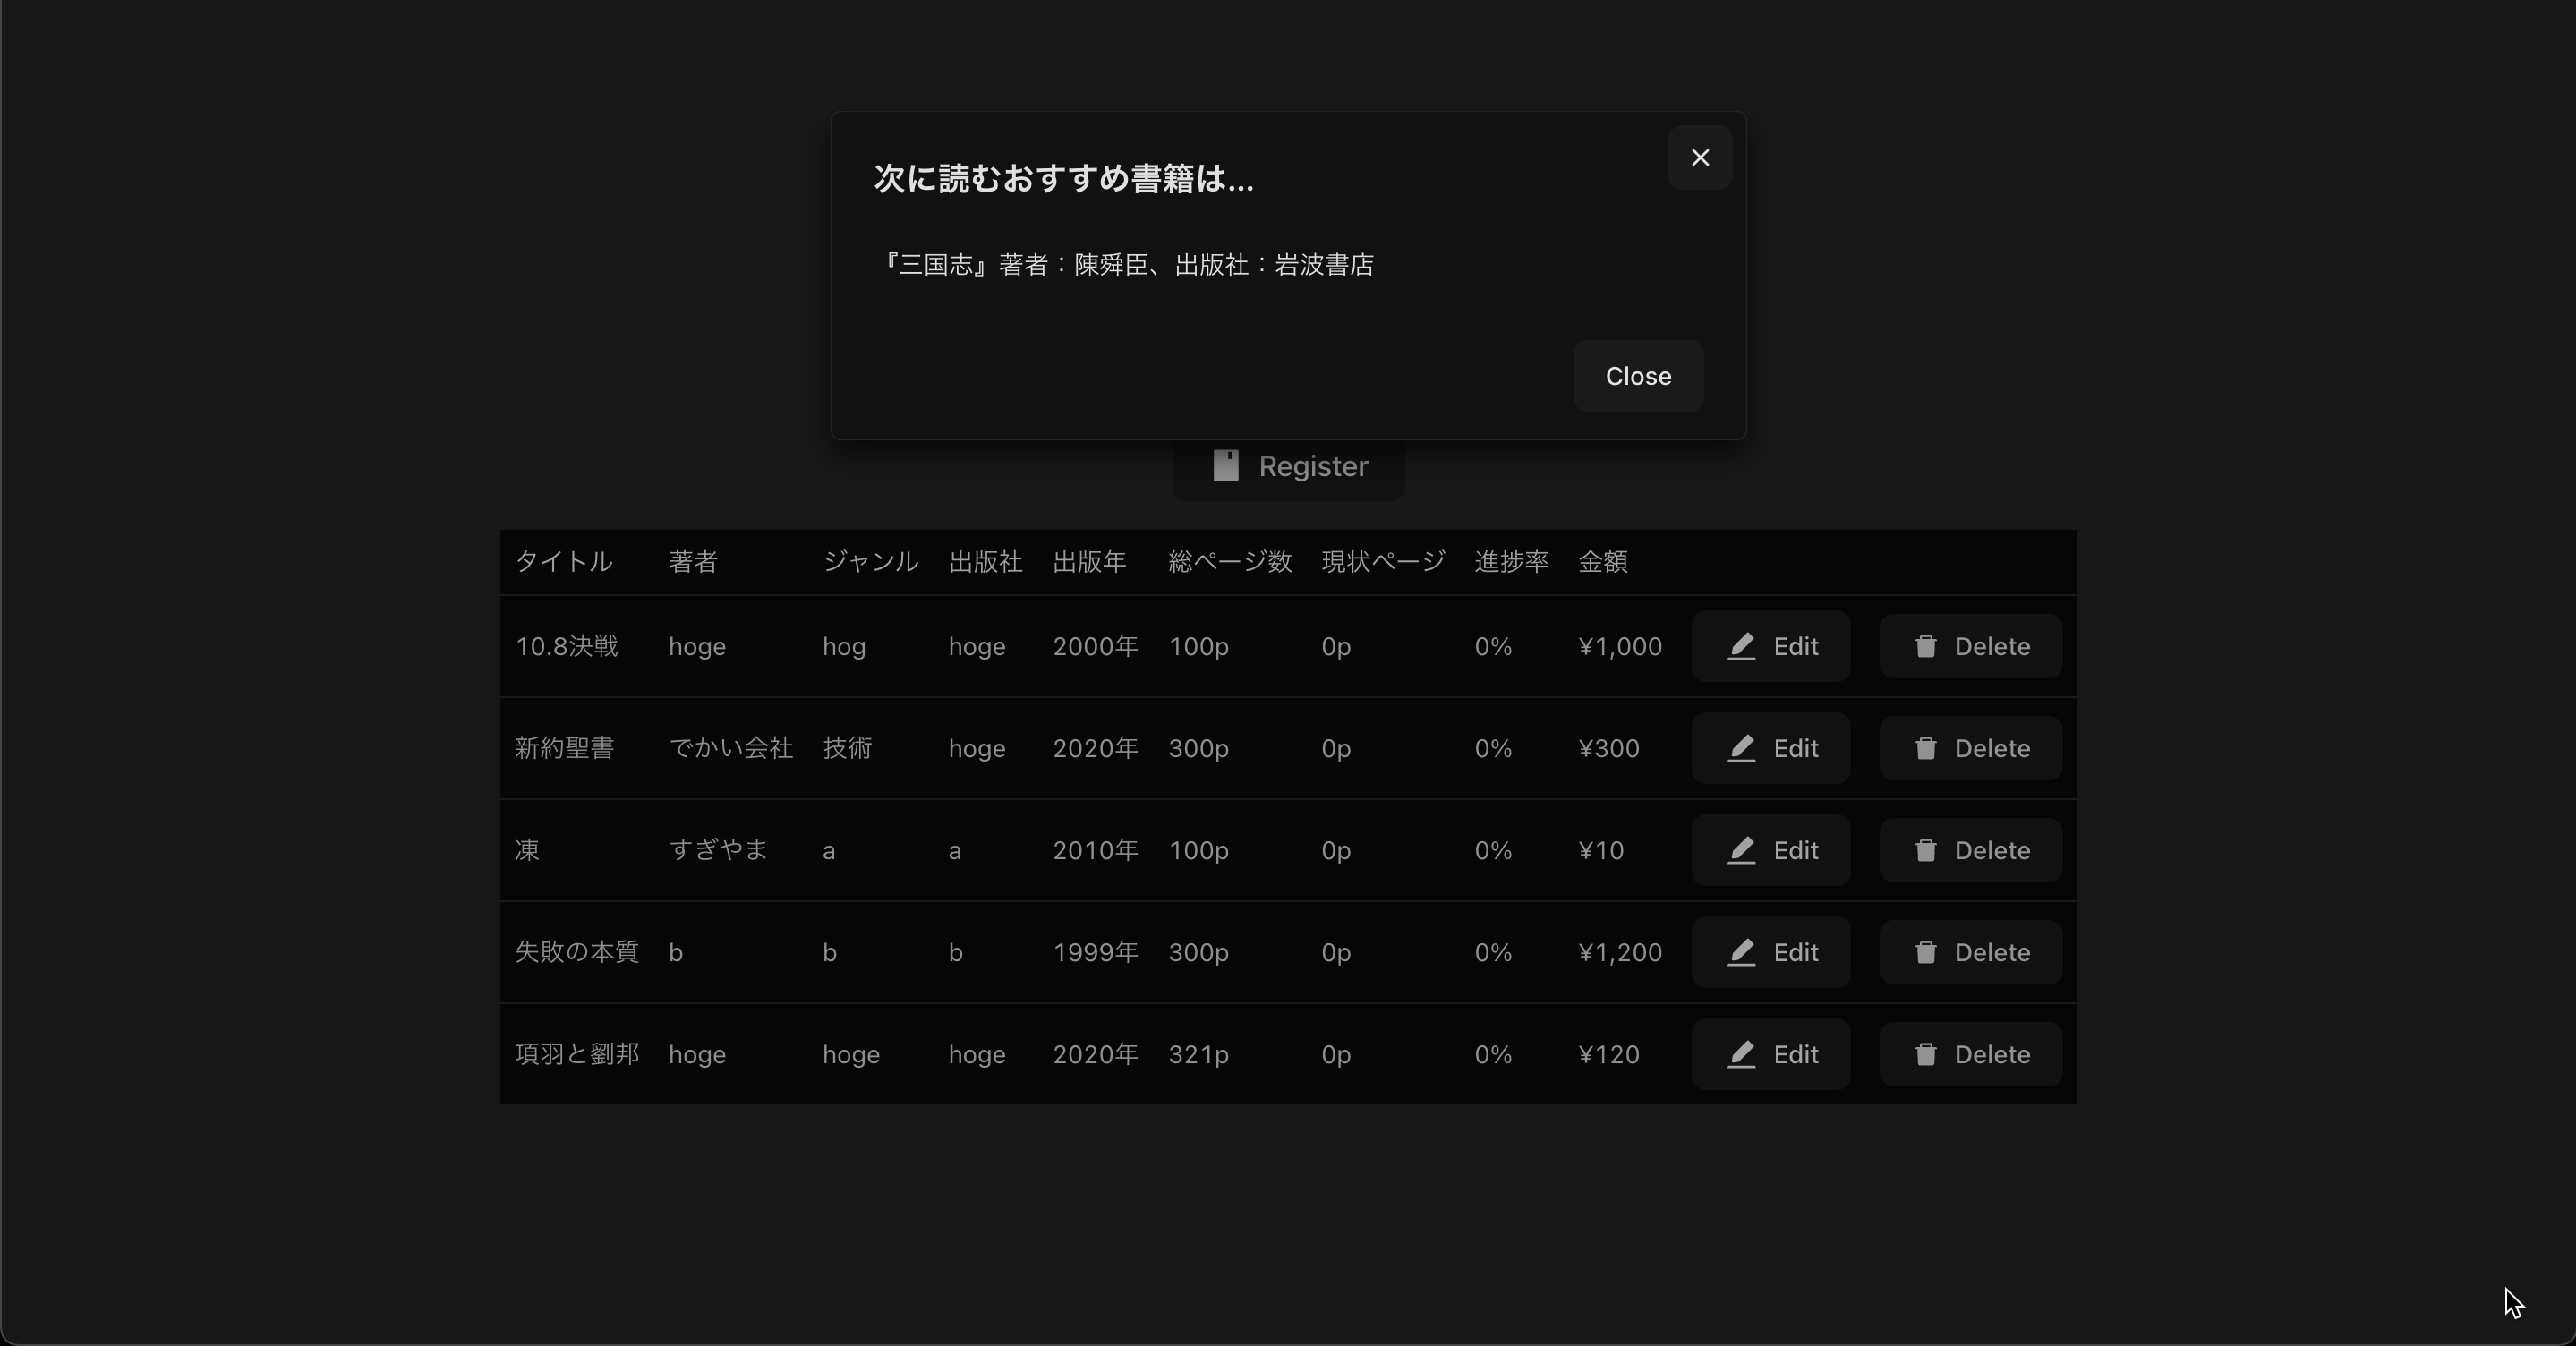 次に読むおすすめ書籍は...
『三国志』著者：陳舜臣、出版社：岩波書店
Close
Register
タイトル 著者 ジャンル 出版社 出版年 総ページ数 現状ページ 進捗率 金額
10.8決戦 hoge hog hoge 2000年 100p 0p 0% ¥1,000 Edit Delete
新約聖書 でかい会社 技術 hoge 2020年 300p 0p 0% ¥300 Edit Delete
凍 すぎやま a a 2010年 100p 0p 0% ¥10 Edit Delete
失敗の本質 b b b 1999年 300p 0p 0% ¥1,200 Edit Delete
項羽と劉邦 hoge hoge hoge 2020年 321p 0p 0% ¥120 Edit Delete